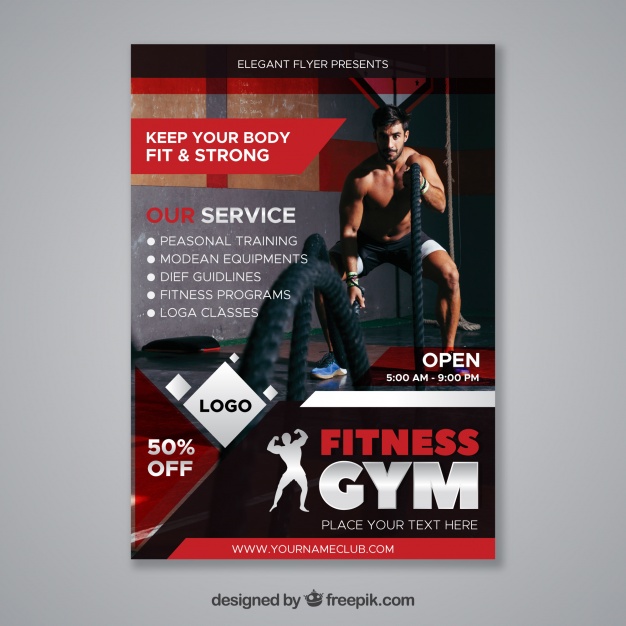 ELEGANT FLYER PRESENTS
KEEP YOUR BODY
FIT & STRONG
OUR SERVICE
PEASONAL TRAINING
MODEAN EQUIPMENTS
DIEF GUIDLINES
FITNESS PROGRAMS
LOGA CLASSES
OPEN
5:00 AM - 9:00 PM
LOGO
50%
OFF
FITNESS
GYM
PLACE YOUR TEXT HERE
WWW.YOURNAMECLUB.COM
designed by freepik.com